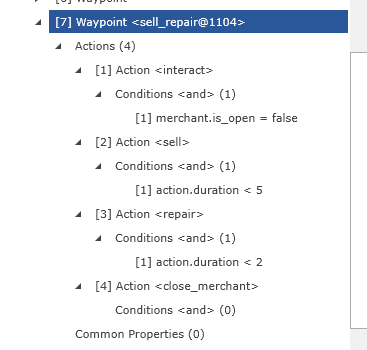 [7] Waypoint <sell_repair@1104>
Actions (4)
[1] Action <interact>
Conditions <and> (1)
[1] merchant.is_open = false
[2] Action <sell>
Conditions <and> (1)
[1] action.duration < 5
[3] Action <repair>
Conditions <and> (1)
[1] action.duration < 2
[4] Action <close_merchant>
Conditions <and> (0)
Common Properties (0)